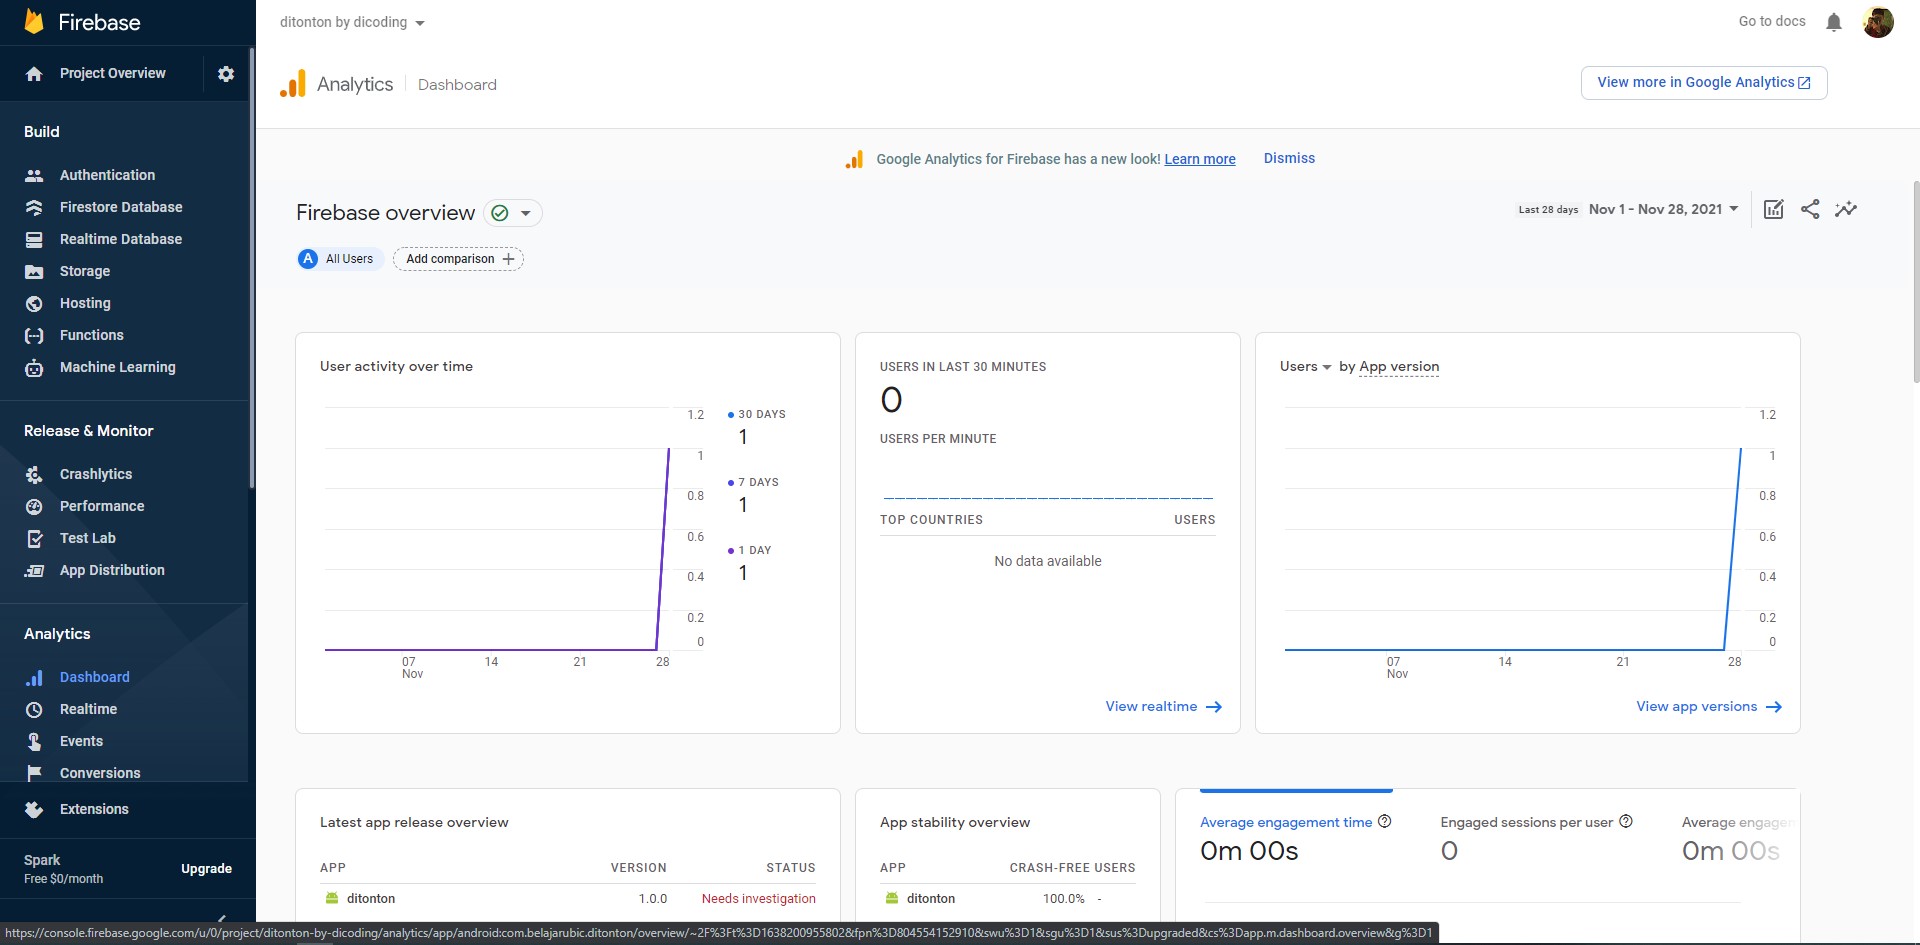 Firebase
Project Overview
Build
Authentication
Firestore Database
Realtime Database
Storage
Hosting
Functions
Machine Learning
Release & Monitor
Crashlytics
Performance
Test Lab
App Distribution
Analytics
Dashboard
Realtime
Events
Conversions
Extensions
Spark
Free $0/month
Upgrade
ditonton by dicoding
Go to docs
Analytics
Dashboard
View more in Google Analytics
Google Analytics for Firebase has a new look! Learn more Dismiss
Firebase overview
Last 28 days Nov 1 - Nov 28, 2021
A All Users
Add comparison
User activity over time
1.2
1
0.8
0.6
0.4
0.2
0
07
Nov
14
21
28
30 DAYS
1
7 DAYS
1
1 DAY
1
USERS IN LAST 30 MINUTES
0
USERS PER MINUTE
TOP COUNTRIES USERS
No data available
View realtime
Users by App version
1.2
1
0.8
0.6
0.4
0.2
0
07
Nov
14
21
28
View app versions
Latest app release overview
APP VERSION STATUS
ditonton 1.0.0 Needs investigation
App stability overview
APP CRASH-FREE USERS
ditonton 100.0% -
Average engagement time
0m 00s
Engaged sessions per user
0
Average engagem
0m 00s
https://console.firebase.google.com/u/0/project/ditonton-by-dicoding/analytics/app/android:com.belajarubic.ditonton/overview/~2F%3Ft%3D1638200955802&fpn%3D804554152910&swu%3D1&sgu%3D1&sus%3Dupgraded&cs%3Dapp.m.dashboard.overview&g%3D1